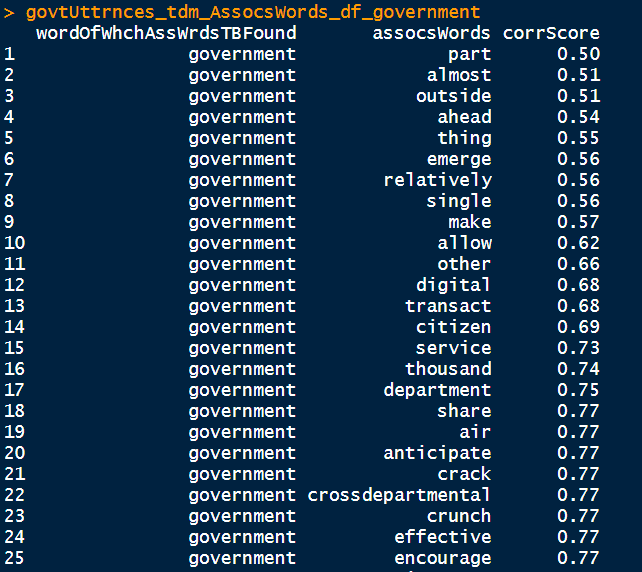 > govtUttrnces_tdm_AssocsWords_df_government
wordOfWhchAssWrdsTBFound assocsWords corrScore
1 government part 0.50
2 government almost 0.51
3 government outside 0.51
4 government ahead 0.54
5 government thing 0.55
6 government emerge 0.56
7 government relatively 0.56
8 government single 0.56
9 government make 0.57
10 government allow 0.62
11 government other 0.66
12 government digital 0.68
13 government transact 0.68
14 government citizen 0.69
15 government service 0.73
16 government thousand 0.74
17 government department 0.75
18 government share 0.77
19 government air 0.77
20 government anticipate 0.77
21 government crack 0.77
22 government crossdepartmental 0.77
23 government crunch 0.77
24 government effective 0.77
25 government encourage 0.77